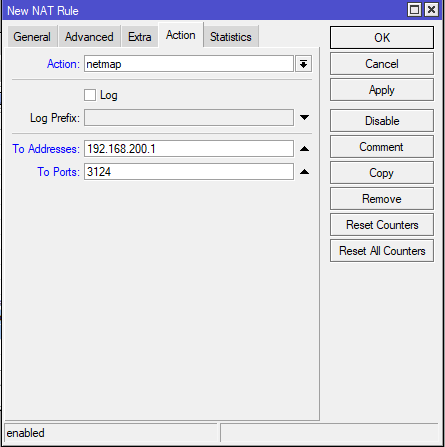 New NAT Rule
General Advanced Extra Action Statistics
OK
Action: netmap
Cancel
Log
Apply
Log Prefix:
Disable
To Addresses: 192.168.200.1
Comment
To Ports: 3124
Copy
Remove
Reset Counters
Reset All Counters
enabled